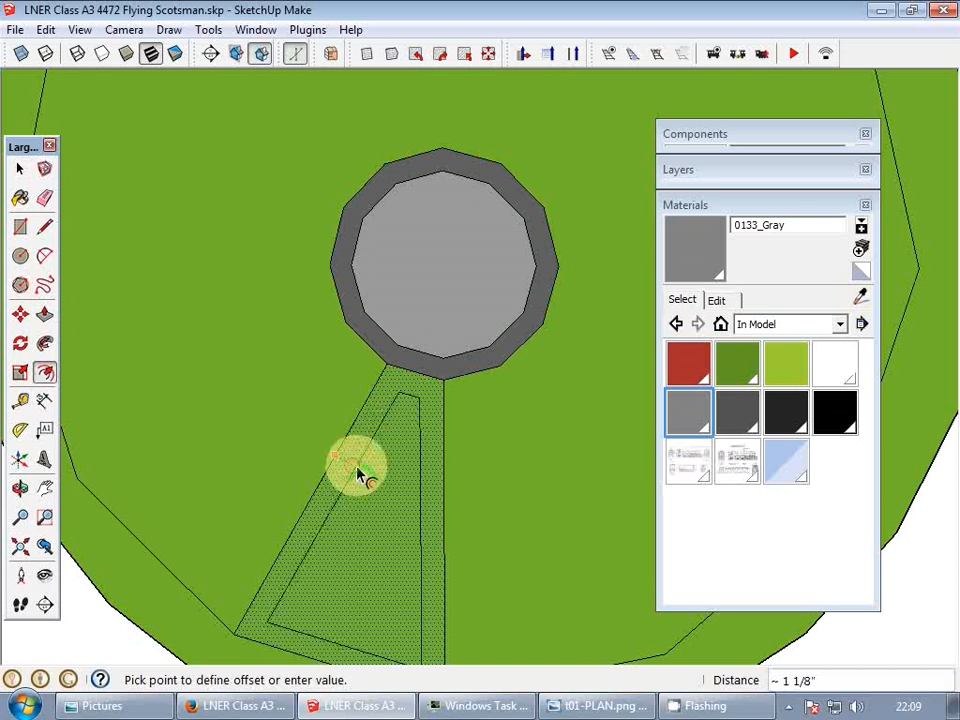 LNER Class A3 4472 Flying Scotsman.skp - SketchUp Make
File Edit View Camera Draw Tools Window Plugins Help
Larg...
Components
Layers
Materials
0133_Gray
Select Edit
In Model
A1
Pick point to define offset or enter value.
Distance ~ 1 1/8"
Pictures LNER Class A3 ... LNER Class A3 ... Windows Task ... t01-PLAN.png ... Flashing 22:09